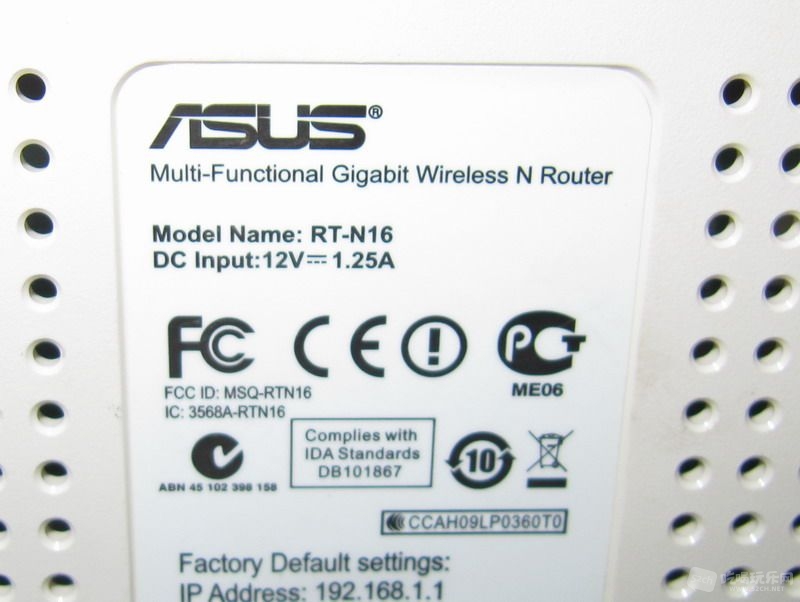 ASUS®
Multi-Functional Gigabit Wireless N Router
Model Name: RT-N16
DC Input:12V⎓1.25A
FC CE PCT
ME06
FCC ID: MSQ-RTN16
IC: 3568A-RTN16
Complies with
IDA Standards
DB101867
10
ABN 45 102 398 158
CCAH09LP0360T0
Factory Default settings:
IP Address: 192.168.1.1